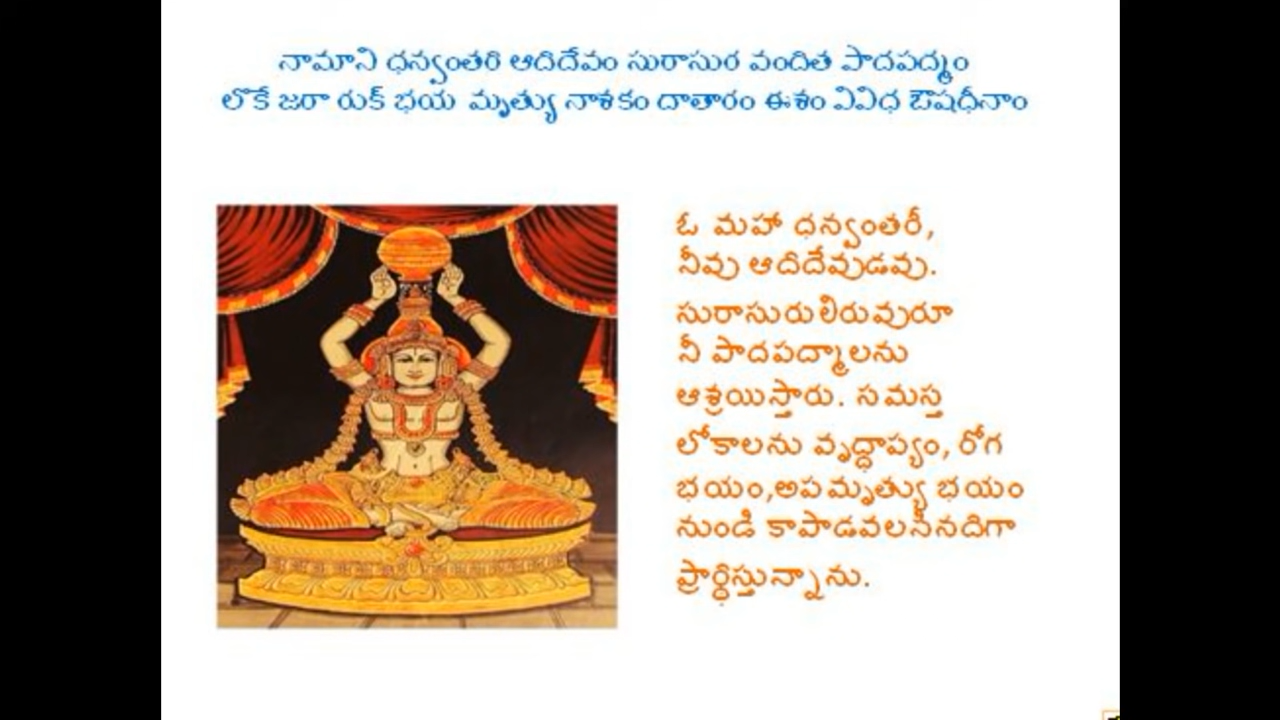 నామాని ధన్వంతరి ఆదిదేవం సురాసుర వందిత పాదపద్మం
లొకే జరా రుక్ భయ మృత్యు నాశకం దాతారం ఈశం వివిధ ఔషధీనాం
ఓ మహా ధన్వంతరీ,
నీవు ఆదిదేవుడవు.
సురాసురులిరువురూ
నీ పాదపద్మాలను
ఆశ్రయిస్తారు. సమస్త
లోకాలను వృద్ధాప్యం, రోగ
భయం,అపమృత్యు భయం
నుండి కాపాడవలసినదిగా
ప్రార్ధిస్తున్నాను.